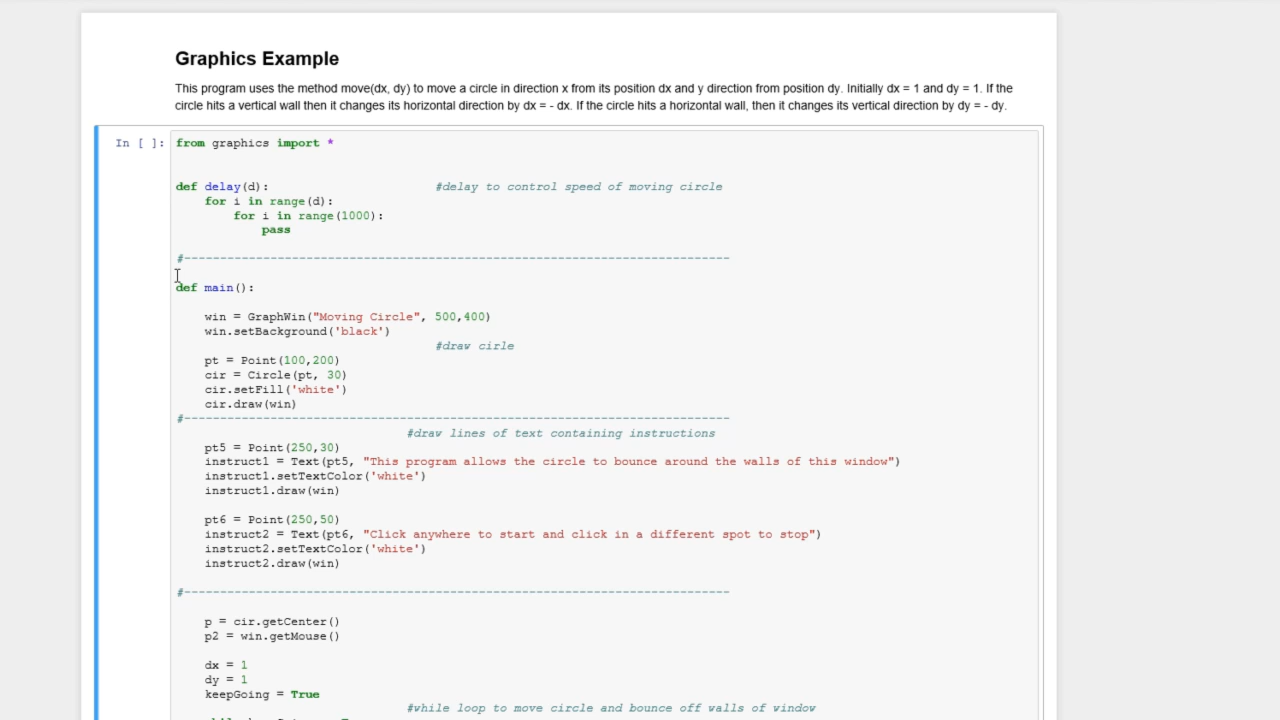 Graphics Example
This program uses the method move(dx, dy) to move a circle in direction x from its position dx and y direction from position dy. Initially dx = 1 and dy = 1. If the
circle hits a vertical wall then it changes its horizontal direction by dx = - dx. If the circle hits a horizontal wall, then it changes its vertical direction by dy = - dy.
In [ ]: from graphics import *
def delay(d):                       #delay to control speed of moving circle
    for i in range(d):
        for i in range(1000):
            pass
#----------------------------------------------------------------------------
def main():
    win = GraphWin("Moving Circle", 500,400)
    win.setBackground('black')
                                    #draw cirle
    pt = Point(100,200)
    cir = Circle(pt, 30)
    cir.setFill('white')
    cir.draw(win)
#----------------------------------------------------------------------------
                                #draw lines of text containing instructions
    pt5 = Point(250,30)
    instruct1 = Text(pt5, "This program allows the circle to bounce around the walls of this window")
    instruct1.setTextColor('white')
    instruct1.draw(win)
    pt6 = Point(250,50)
    instruct2 = Text(pt6, "Click anywhere to start and click in a different spot to stop")
    instruct2.setTextColor('white')
    instruct2.draw(win)
#----------------------------------------------------------------------------
    p = cir.getCenter()
    p2 = win.getMouse()
    dx = 1
    dy = 1
    keepGoing = True
                                #while loop to move circle and bounce off walls of window